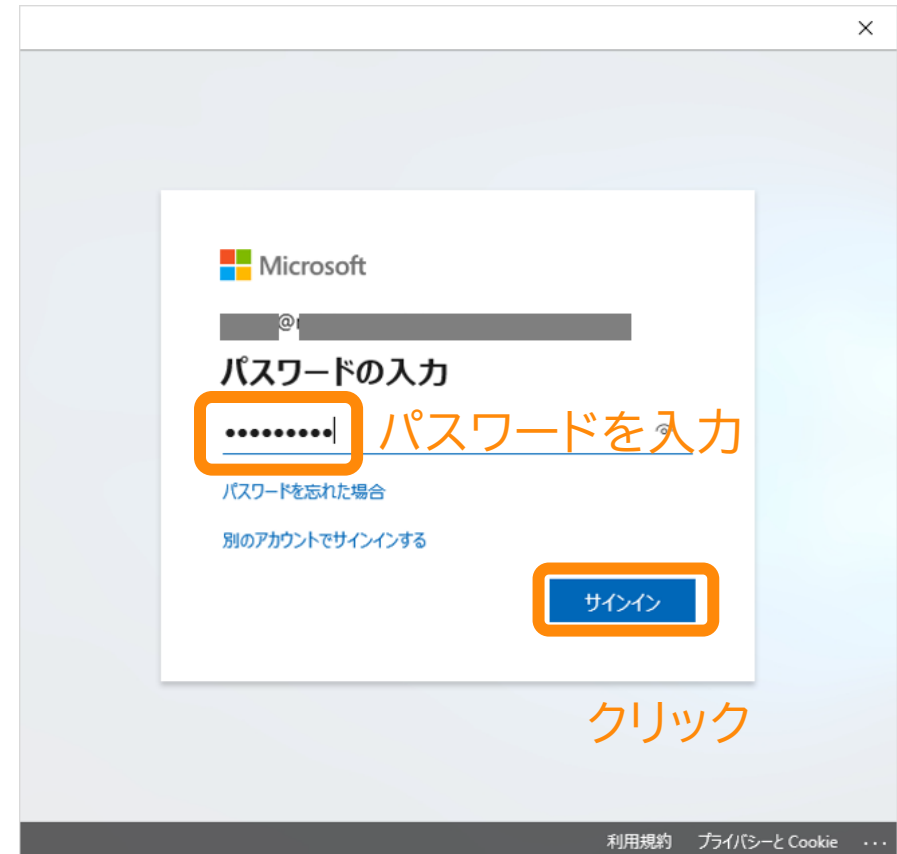 Microsoft
@
パスワードの入力
•••••••••
パスワードを入力
パスワードを忘れた場合
別のアカウントでサインインする
サインイン
クリック
利用規約 プライバシーと Cookie ...